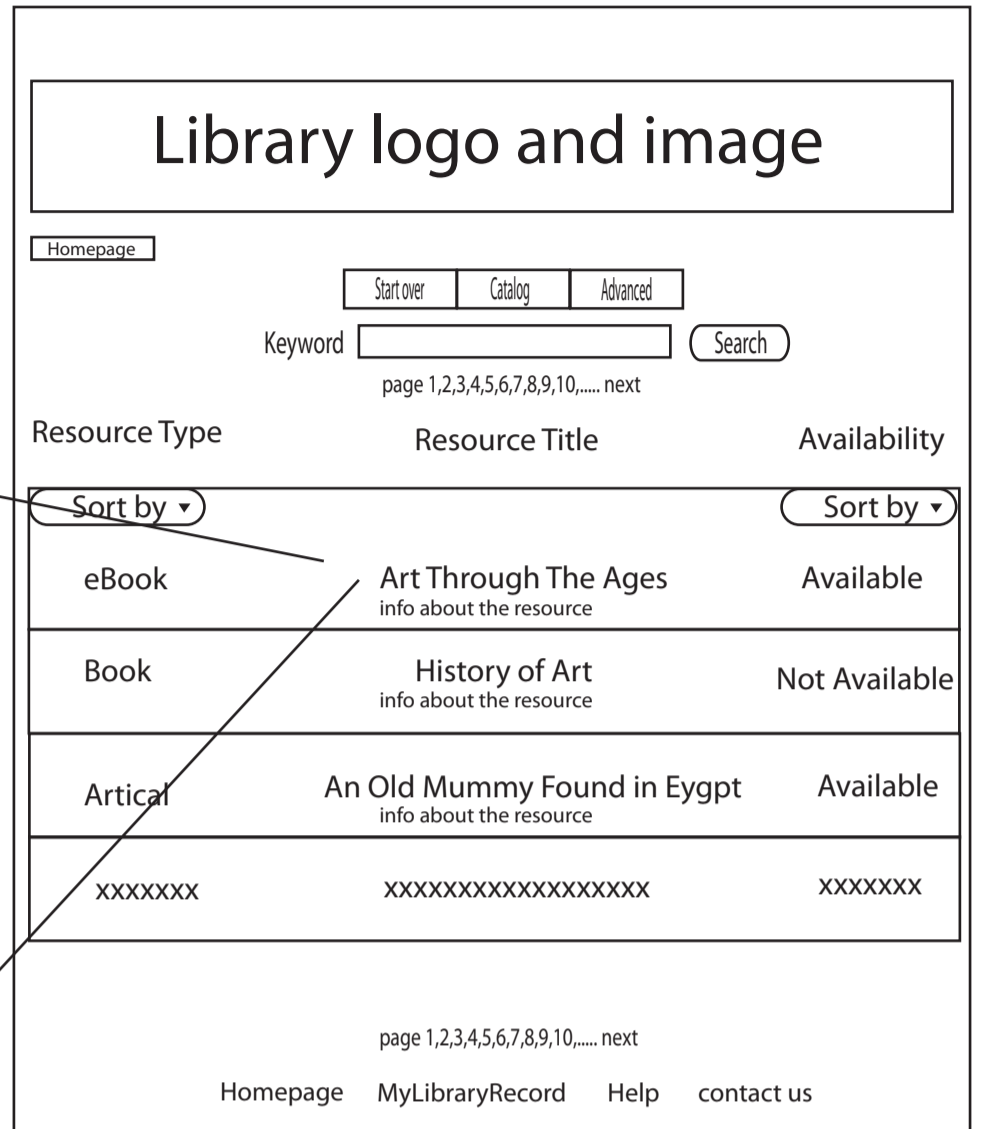 Library logo and image
Homepage
Start over Catalog Advanced
Keyword Search
page 1,2,3,4,5,6,7,8,9,10,..... next
Resource Type Resource Title Availability
Sort by ▾ Sort by ▾
eBook Art Through The Ages Available
info about the resource
Book History of Art Not Available
info about the resource
Artical An Old Mummy Found in Eygpt Available
info about the resource
xxxxxxx xxxxxxxxxxxxxxxxxx xxxxxxx
page 1,2,3,4,5,6,7,8,9,10,..... next
Homepage MyLibraryRecord Help contact us